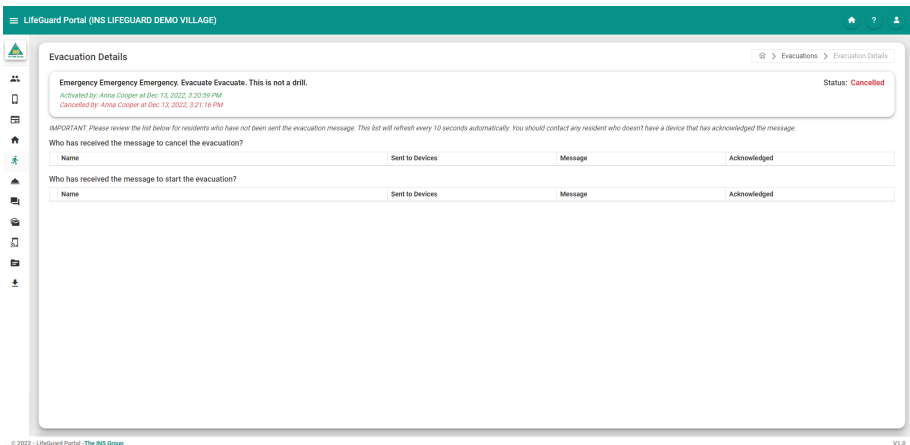 LifeGuard Portal (INS LIFEGUARD DEMO VILLAGE)
?
Evacuation Details
Evacuations > Evacuation Details
Emergency Emergency Emergency. Evacuate Evacuate. This is not a drill.
Status: Cancelled
Activated by: Anna Cooper at Dec 13, 2022, 3:20:59 PM
Cancelled by: Anna Cooper at Dec 13, 2022, 3:21:16 PM
IMPORTANT. Please review the list below for residents who have not been sent the evacuation message. This list will refresh every 10 seconds automatically. You should contact any resident who doesn't have a device that has acknowledged the message.
Who has received the message to cancel the evacuation?
Name Sent to Devices Message Acknowledged
Who has received the message to start the evacuation?
Name Sent to Devices Message Acknowledged
© 2022 - LifeGuard Portal - The INS Group
V1.0